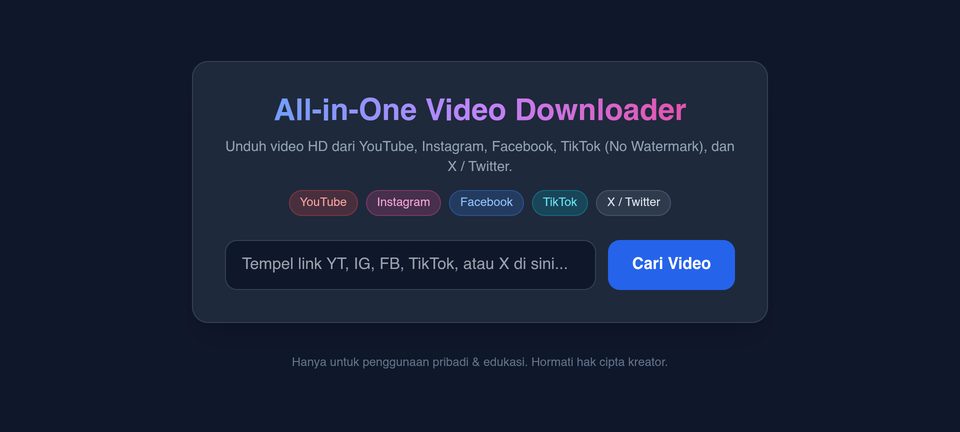 All-in-One Video Downloader
Unduh video HD dari YouTube, Instagram, Facebook, TikTok (No Watermark), dan
X / Twitter.
YouTube Instagram Facebook TikTok X / Twitter
Tempel link YT, IG, FB, TikTok, atau X di sini... Cari Video
Hanya untuk penggunaan pribadi & edukasi. Hormati hak cipta kreator.